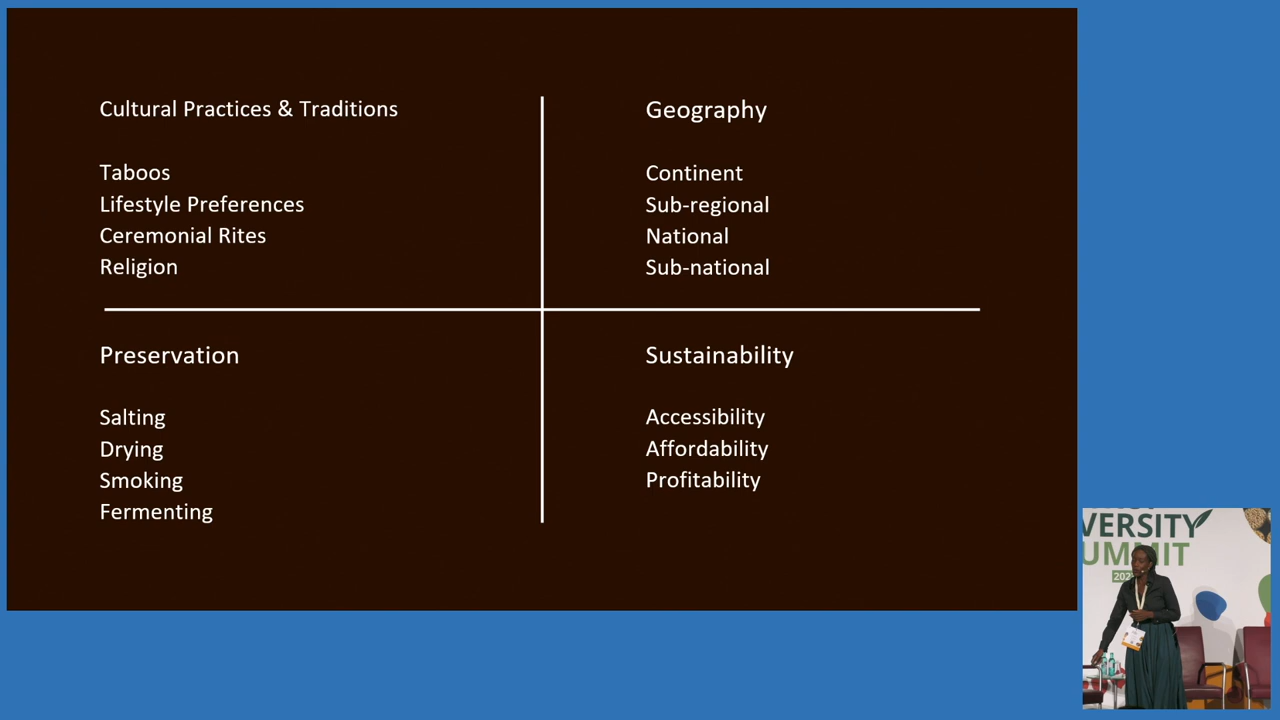 Cultural Practices & Traditions
Taboos
Lifestyle Preferences
Ceremonial Rites
Religion
Geography
Continent
Sub-regional
National
Sub-national
Preservation
Salting
Drying
Smoking
Fermenting
Sustainability
Accessibility
Affordability
Profitability
VERSITY
UMMIT